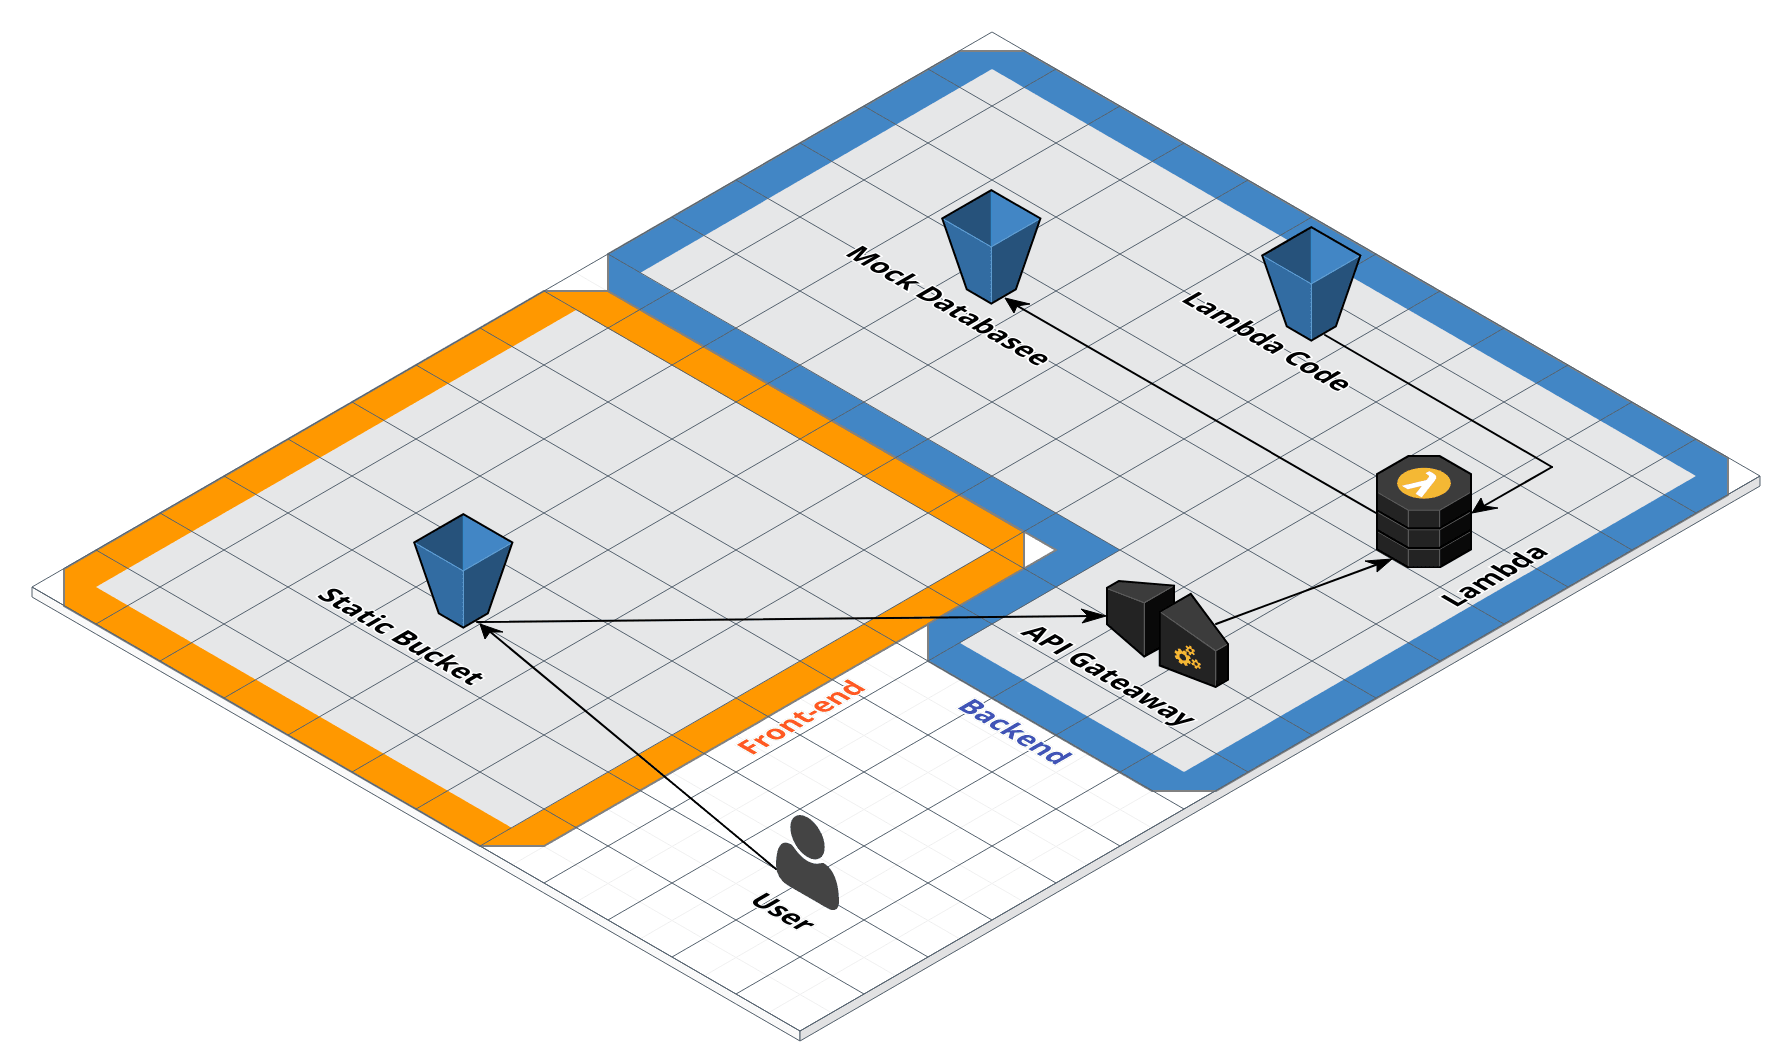 Mock Databasee
Lambda Code
Static Bucket
API Gateaway
Lambda
Front-end
Backend
User